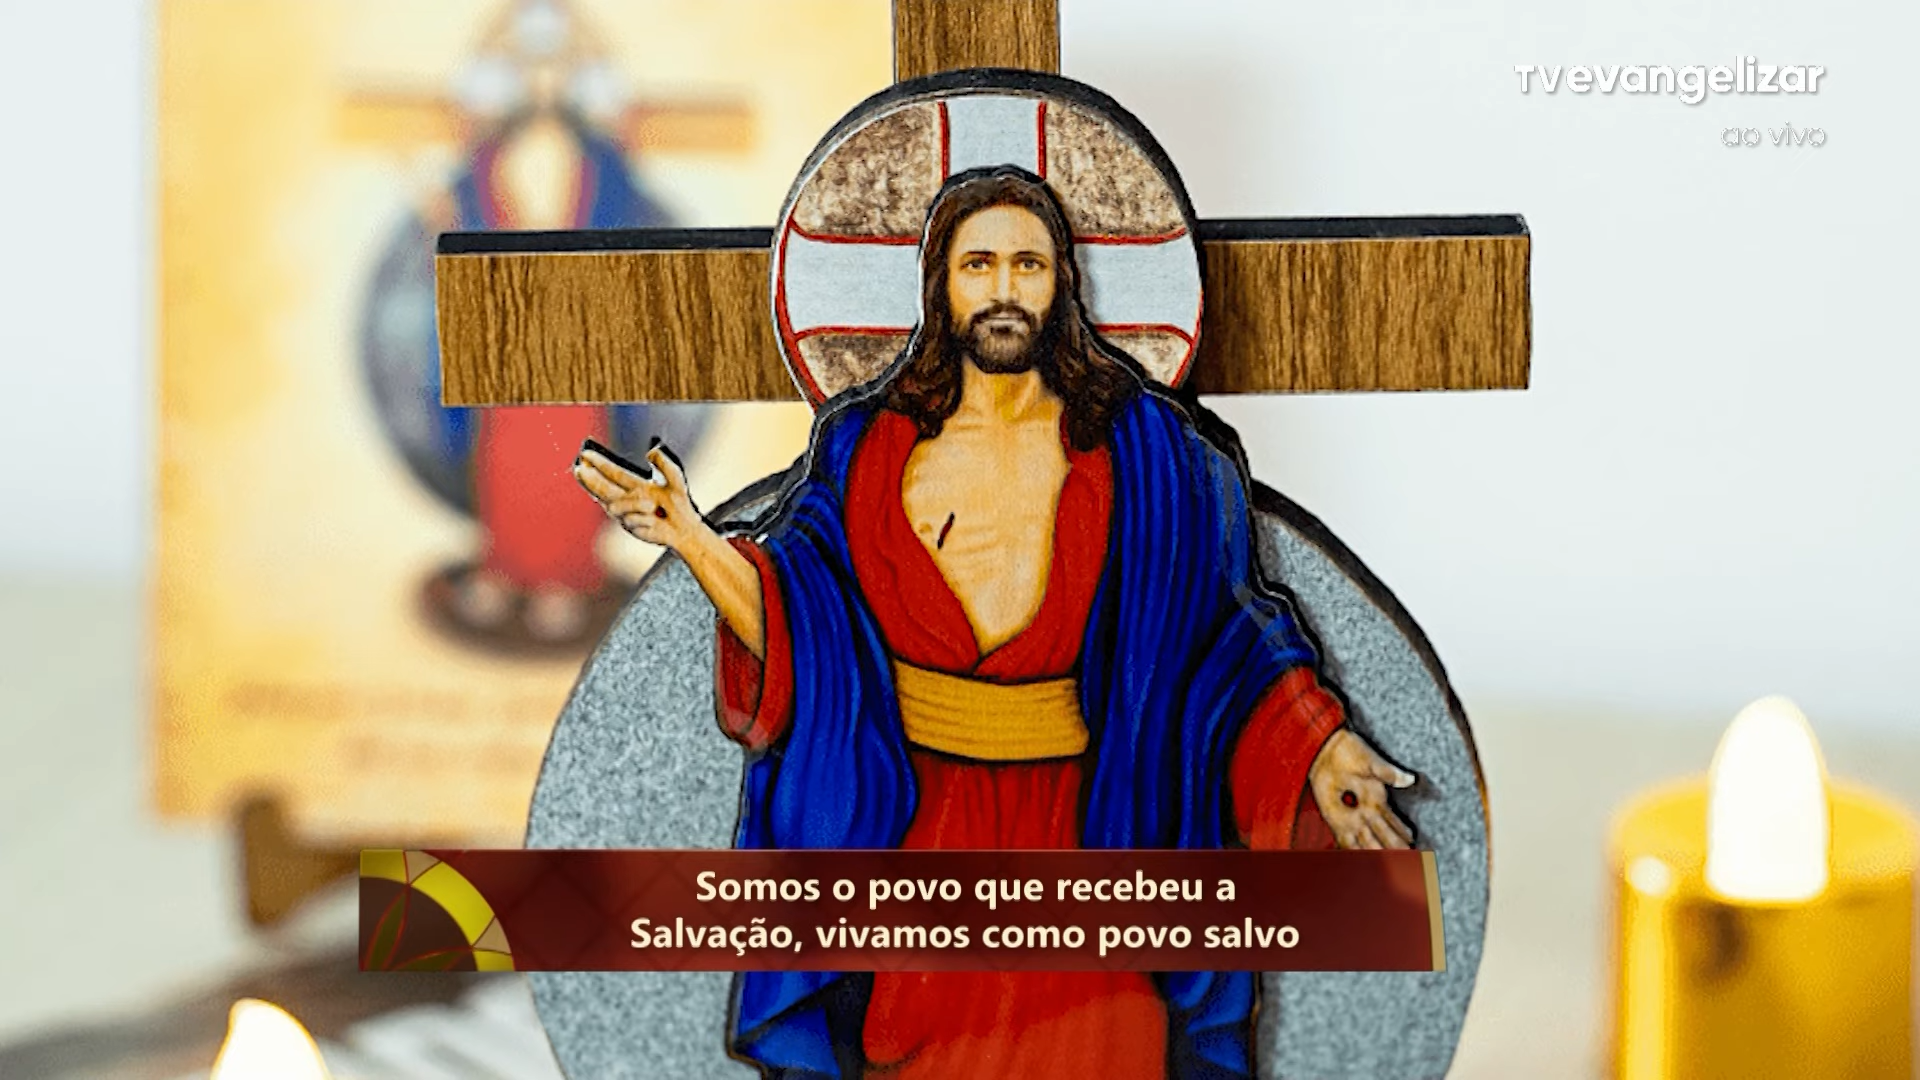 TVevangelizar
ao vivo
Somos o povo que recebeu a
Salvação, vivamos como povo salvo